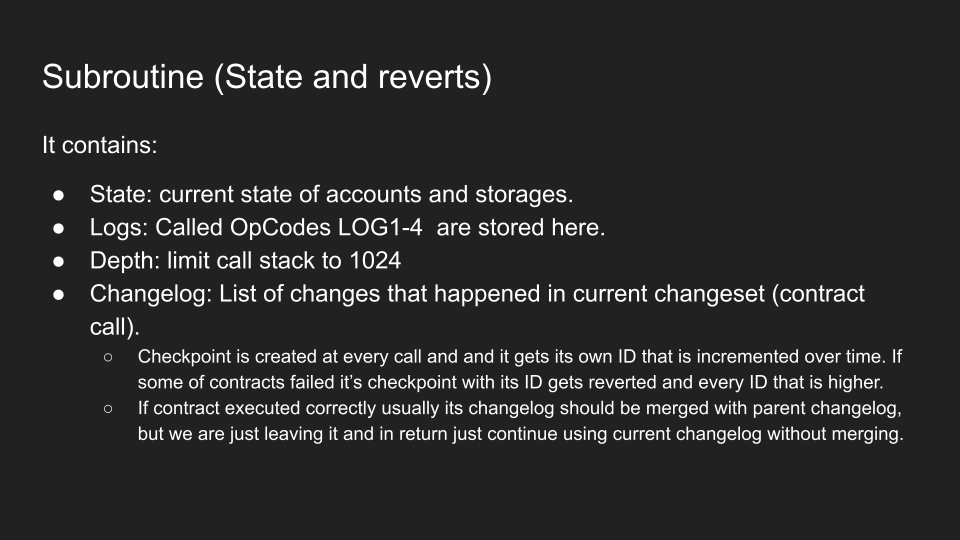 Subroutine (State and reverts)
It contains:
● State: current state of accounts and storages.
● Logs: Called OpCodes LOG1-4  are stored here.
● Depth: limit call stack to 1024
● Changelog: List of changes that happened in current changeset (contract
call).
○ Checkpoint is created at every call and and it gets its own ID that is incremented over time. If
some of contracts failed it’s checkpoint with its ID gets reverted and every ID that is higher.
○ If contract executed correctly usually its changelog should be merged with parent changelog,
but we are just leaving it and in return just continue using current changelog without merging.